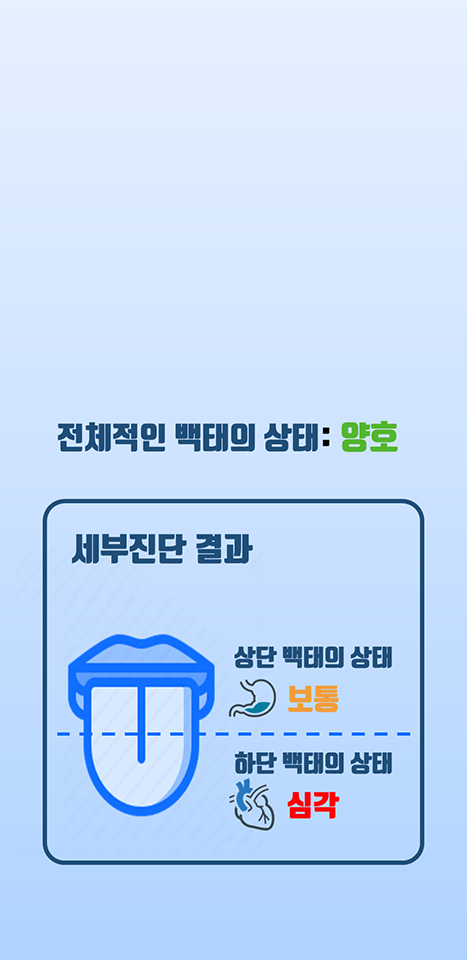 전체적인 백태의 상태: 양호
세부진단 결과
상단 백태의 상태
보통
하단 백태의 상태
심각